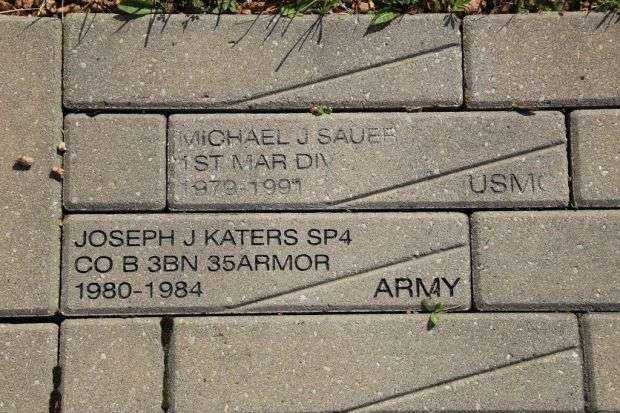 MICHAEL J SAUER
1ST MAR DIV
1979-1991
USMC
JOSEPH J KATERS SP4
CO B 3BN 35ARMOR
1980-1984
ARMY